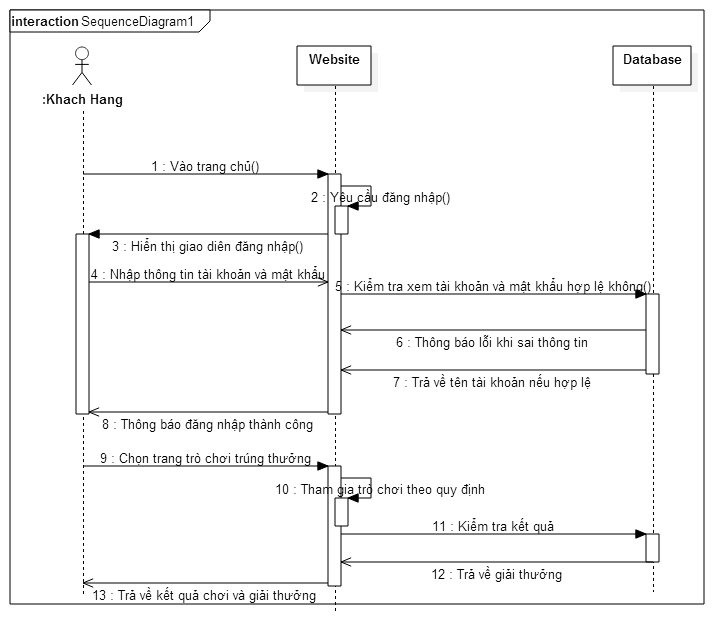 interaction SequenceDiagram1
Website
Database
:Khach Hang
1 : Vào trang chủ()
2 : Yêu cầu đăng nhập()
3 : Hiển thị giao diên đăng nhập()
4 : Nhập thông tin tài khoản và mật khẩu
5 : Kiểm tra xem tài khoản và mật khẩu hợp lệ không()
6 : Thông báo lỗi khi sai thông tin
7 : Trả về tên tài khoản nếu hợp lệ
8 : Thông báo đăng nhập thành công
9 : Chọn trang trò chơi trúng thưởng
10 : Tham gia trò chơi theo quy định
11 : Kiểm tra kết quả
12 : Trả về giải thưởng
13 : Trả về kết quả chơi và giải thưởng